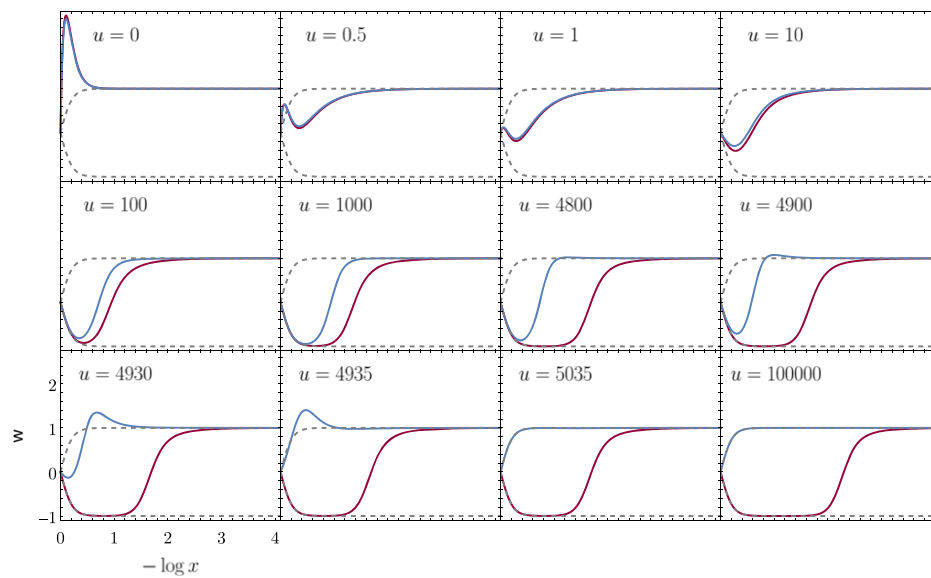 u = 0
u = 0.5
u = 1
u = 10
u = 100
u = 1000
u = 4800
u = 4900
u = 4930
u = 4935
u = 5035
u = 100000
2
1
0
−1
w
0 1 2 3 4
− log x